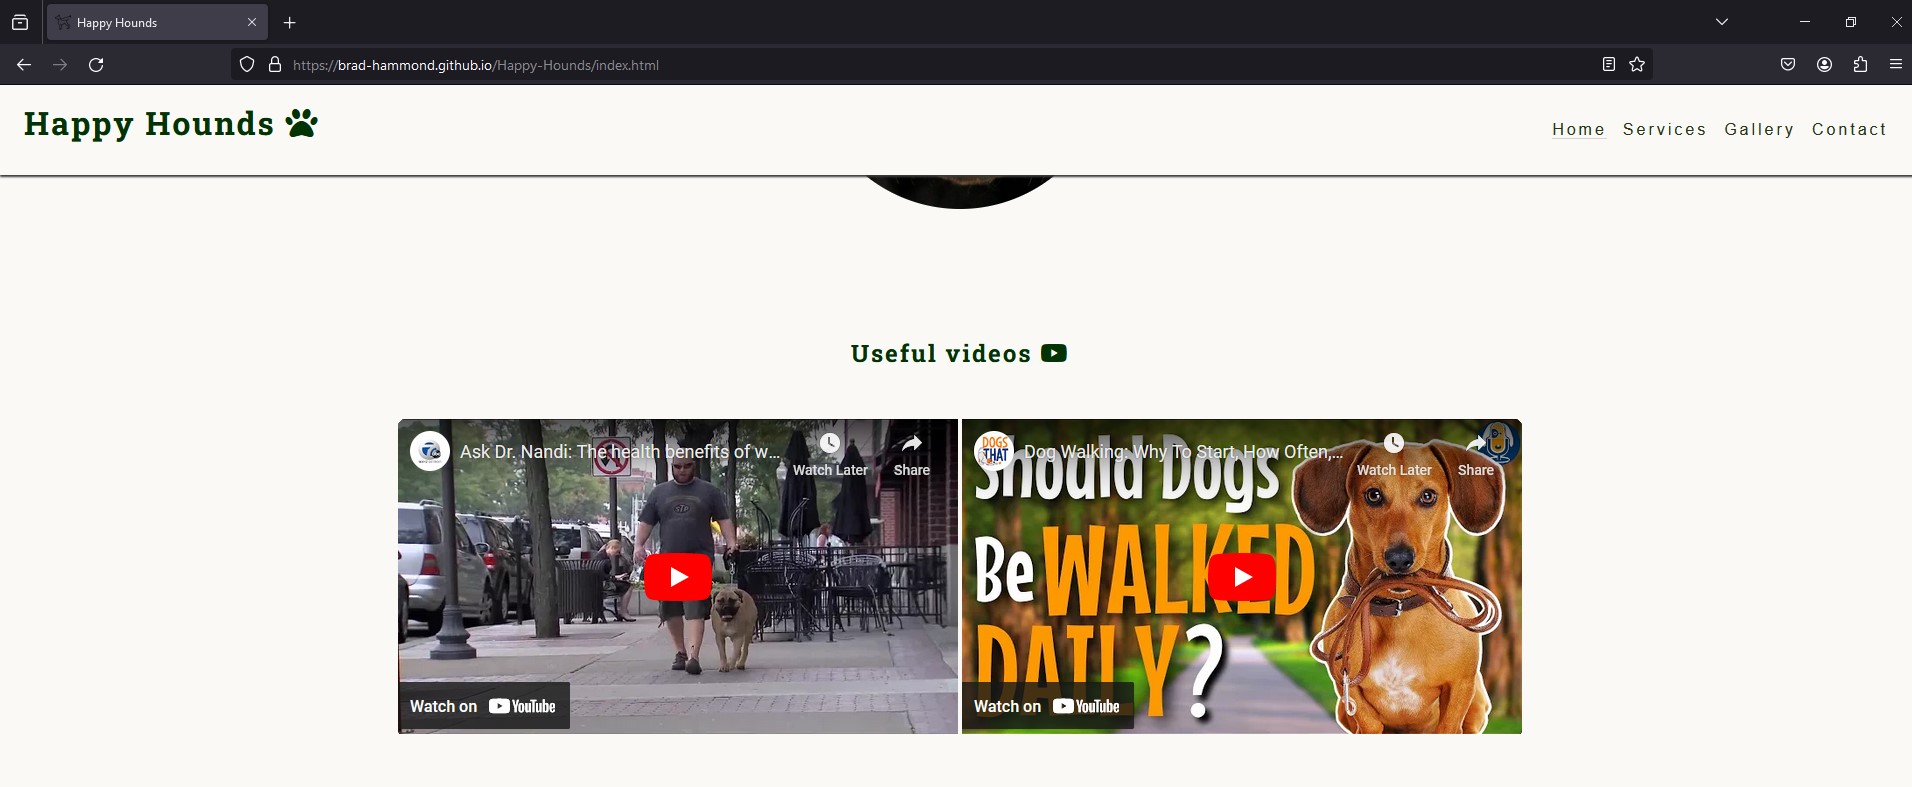 Happy Hounds
https://brad-hammond.github.io/Happy-Hounds/index.html
Happy Hounds
Home Services Gallery Contact
Useful videos
Ask Dr. Nandi: The health benefits of w...
Watch Later
Share
Watch on YouTube
DOGS THAT
Dog Walking: Why To Start, How Often,...
Watch Later
Share
Should Dogs
Be WALKED
DAILY?
Watch on YouTube